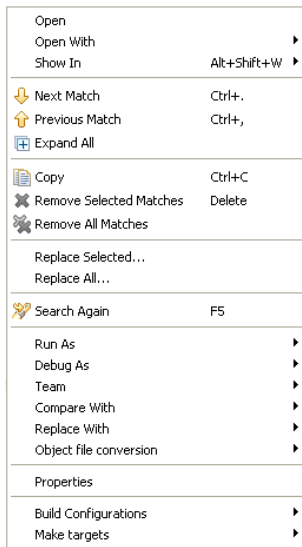 Open
Open With
Show In Alt+Shift+W
Next Match Ctrl+.
Previous Match Ctrl+,
Expand All
Copy Ctrl+C
Remove Selected Matches Delete
Remove All Matches
Replace Selected...
Replace All...
Search Again F5
Run As
Debug As
Team
Compare With
Replace With
Object file conversion
Properties
Build Configurations
Make targets